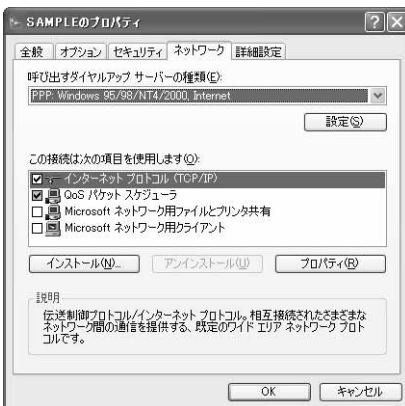 SAMPLEのプロパティ
全般 オプション セキュリティ ネットワーク 詳細設定
呼び出すダイヤルアップ サーバーの種類(E):
PPP: Windows 95/98/NT4/2000, Internet
設定(S)
この接続は次の項目を使用します(O):
インターネット プロトコル (TCP/IP)
QoS パケット スケジューラ
Microsoft ネットワーク用ファイルとプリンタ共有
Microsoft ネットワーク用クライアント
インストール(N)... アンインストール(U) プロパティ(R)
説明
伝送制御プロトコル/インターネット プロトコル。相互接続されたさまざまな
ネットワーク間の通信を提供する、既定のワイド エリア ネットワーク プロト
コルです。
OK キャンセル